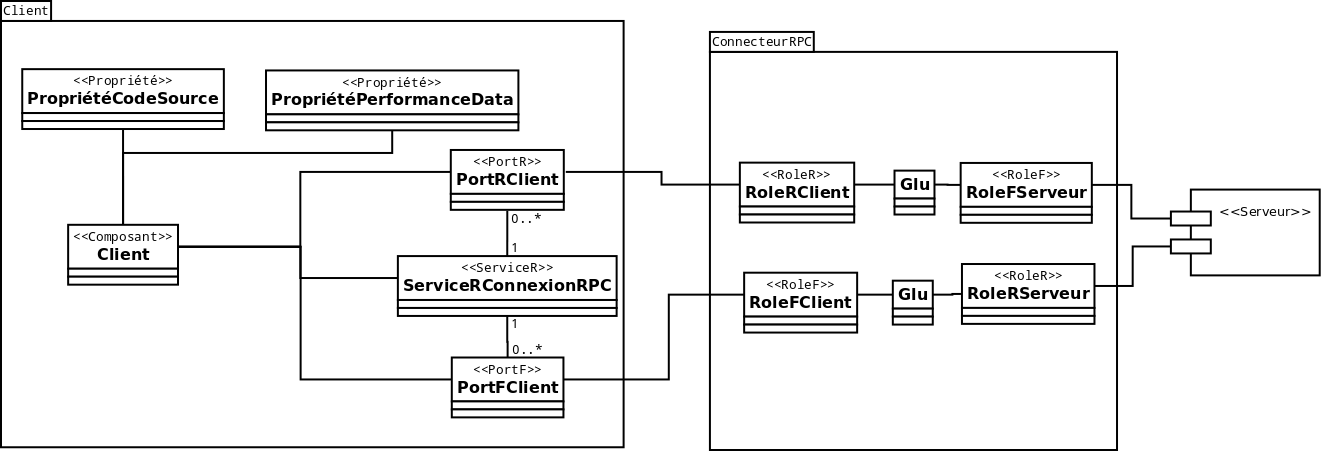 Client
<<Propriété>>
PropriétéCodeSource
<<Propriété>>
PropriétéPerformanceData
<<PortR>>
PortRClient
0..*
1
<<Composant>>
Client
<<ServiceR>>
ServiceRConnexionRPC
1
0..*
<<PortF>>
PortFClient
ConnecteurRPC
<<RoleR>>
RoleRClient
Glu
<<RoleF>>
RoleFServeur
<<RoleF>>
RoleFClient
Glu
<<RoleR>>
RoleRServeur
<<Serveur>>